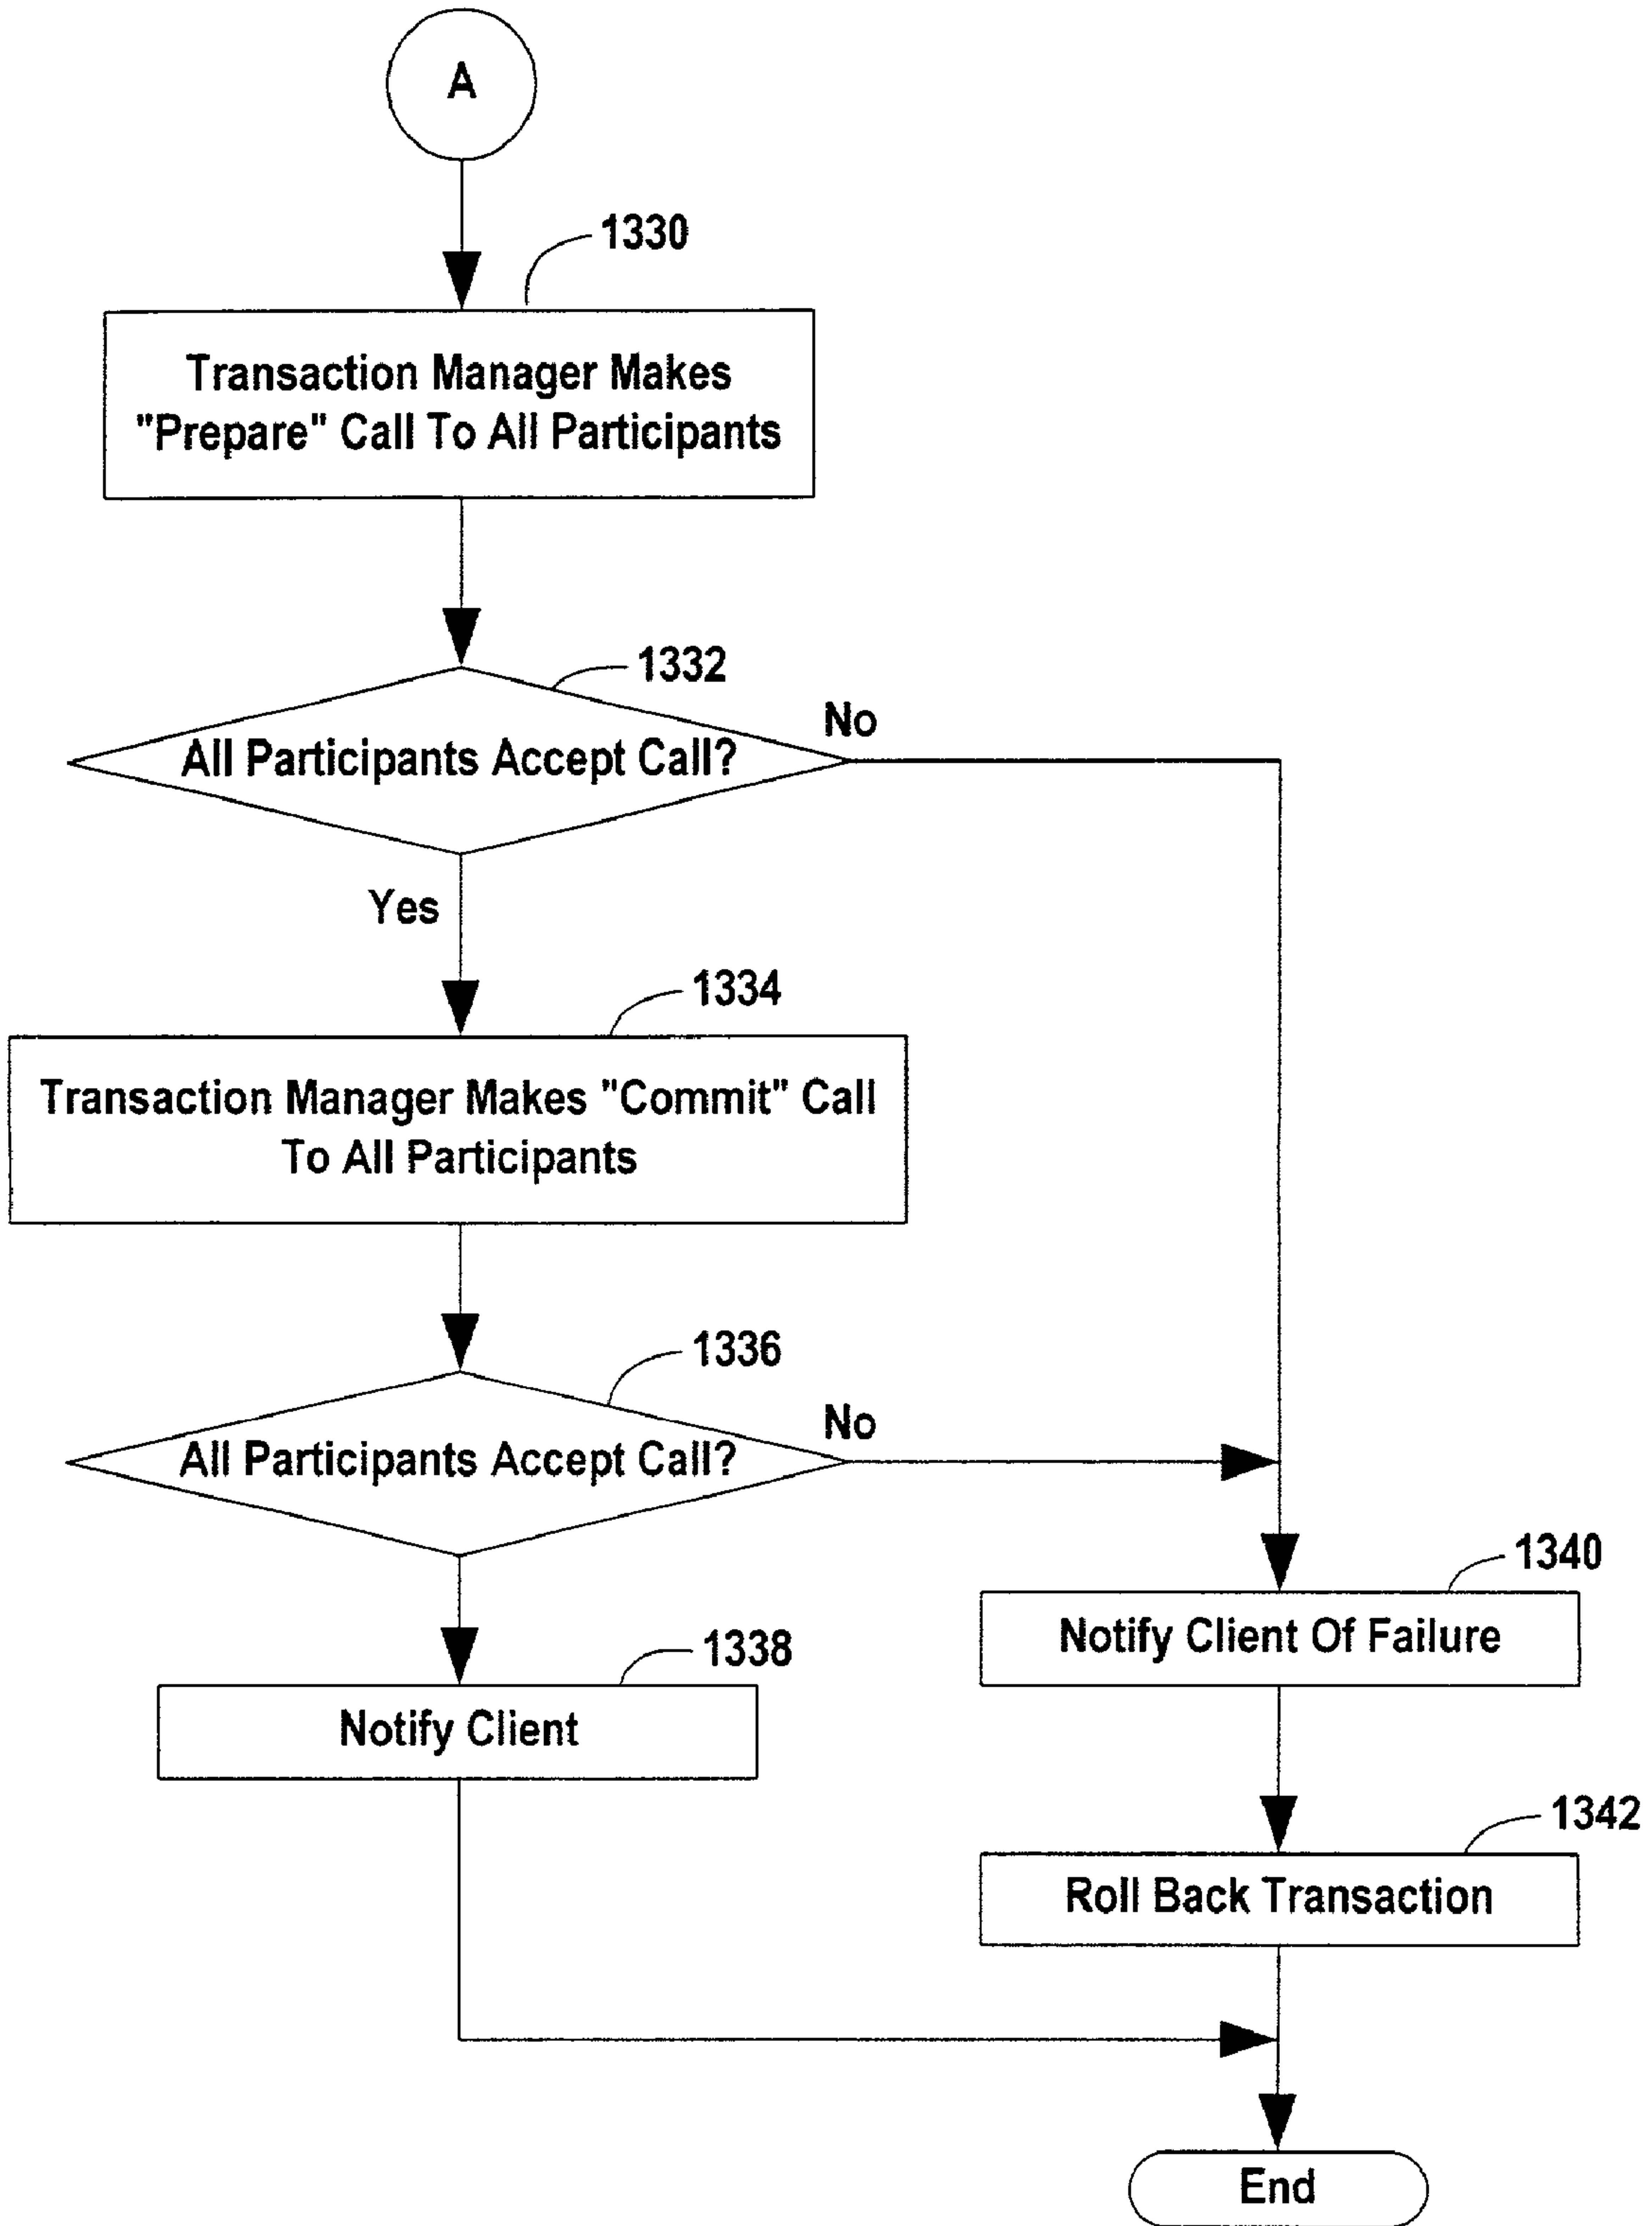 A
1330
Transaction Manager Makes
"Prepare" Call To All Participants
1332
All Participants Accept Call?
No
Yes
1334
Transaction Manager Makes "Commit" Call
To All Participants
1336
All Participants Accept Call?
No
1340
Notify Client Of Failure
1338
Notify Client
1342
Roll Back Transaction
End